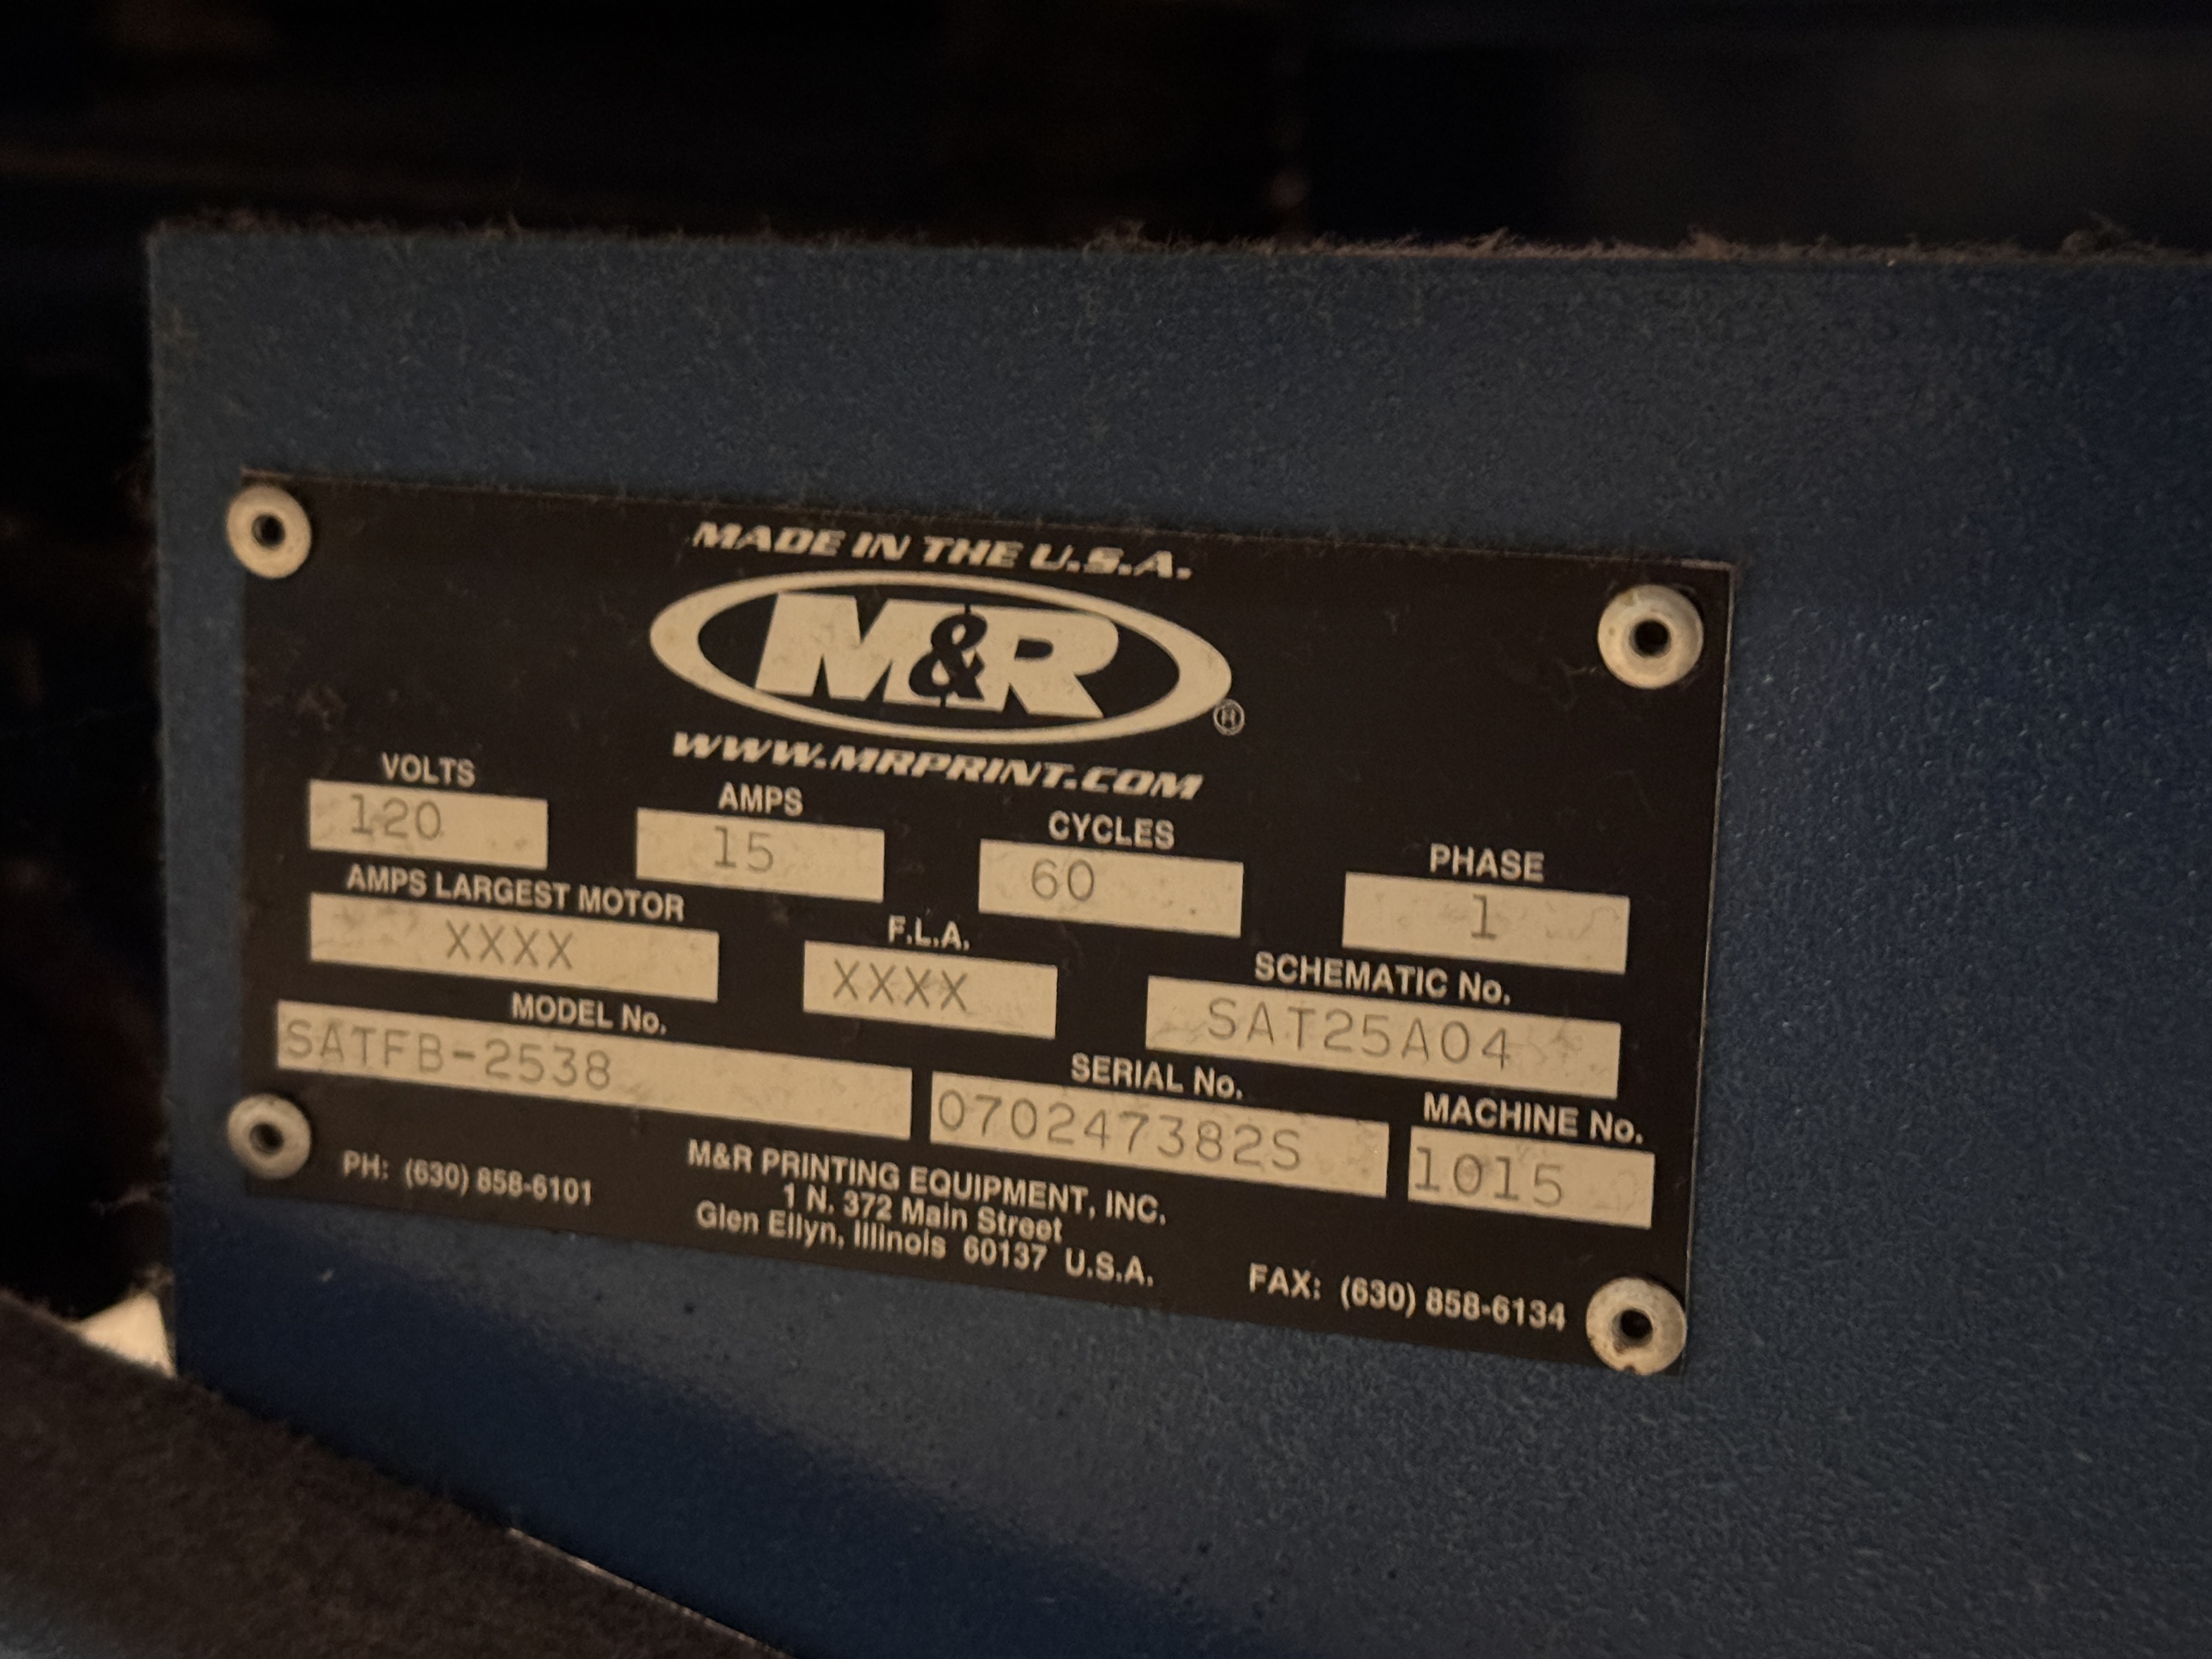 MADE IN THE U.S.A.
M&R®
WWW.MRPRINT.COM
VOLTS AMPS CYCLES PHASE
120 15 60 1
AMPS LARGEST MOTOR F.L.A. SCHEMATIC No.
XXXX XXXX SAT25A04
MODEL No. SERIAL No. MACHINE No.
SATFB-2538 070247382S 1015
PH: (630) 858-6101
M&R PRINTING EQUIPMENT, INC.
1 N. 372 Main Street
Glen Ellyn, Illinois 60137 U.S.A.
FAX: (630) 858-6134